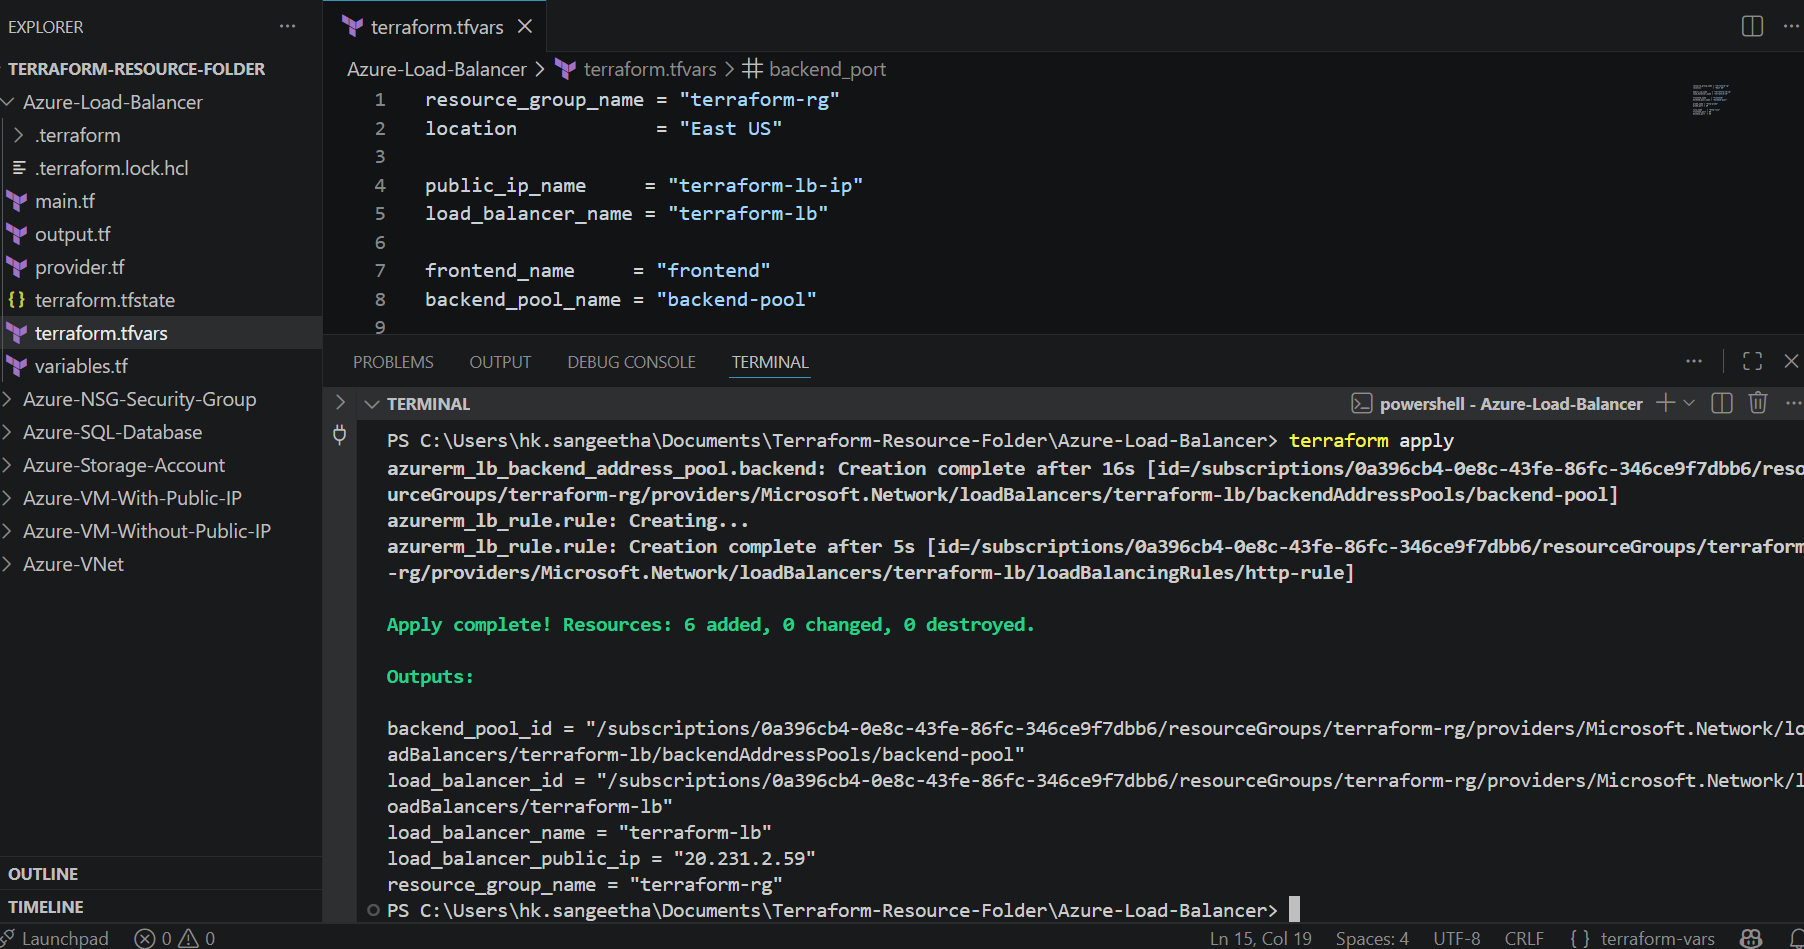 EXPLORER
TERRAFORM-RESOURCE-FOLDER
Azure-Load-Balancer
.terraform
.terraform.lock.hcl
main.tf
output.tf
provider.tf
terraform.tfstate
terraform.tfvars
variables.tf
Azure-NSG-Security-Group
Azure-SQL-Database
Azure-Storage-Account
Azure-VM-With-Public-IP
Azure-VM-Without-Public-IP
Azure-VNet
OUTLINE
TIMELINE
terraform.tfvars
Azure-Load-Balancer > terraform.tfvars > # backend_port
1 resource_group_name = "terraform-rg"
2 location            = "East US"
3
4 public_ip_name     = "terraform-lb-ip"
5 load_balancer_name = "terraform-lb"
6
7 frontend_name     = "frontend"
8 backend_pool_name = "backend-pool"
9
PROBLEMS OUTPUT DEBUG CONSOLE TERMINAL
TERMINAL
powershell - Azure-Load-Balancer
PS C:\Users\hk.sangeetha\Documents\Terraform-Resource-Folder\Azure-Load-Balancer> terraform apply
azurerm_lb_backend_address_pool.backend: Creation complete after 16s [id=/subscriptions/0a396cb4-0e8c-43fe-86fc-346ce9f7dbb6/reso
urceGroups/terraform-rg/providers/Microsoft.Network/loadBalancers/terraform-lb/backendAddressPools/backend-pool]
azurerm_lb_rule.rule: Creating...
azurerm_lb_rule.rule: Creation complete after 5s [id=/subscriptions/0a396cb4-0e8c-43fe-86fc-346ce9f7dbb6/resourceGroups/terraform
-rg/providers/Microsoft.Network/loadBalancers/terraform-lb/loadBalancingRules/http-rule]
Apply complete! Resources: 6 added, 0 changed, 0 destroyed.
Outputs:
backend_pool_id = "/subscriptions/0a396cb4-0e8c-43fe-86fc-346ce9f7dbb6/resourceGroups/terraform-rg/providers/Microsoft.Network/lo
adBalancers/terraform-lb/backendAddressPools/backend-pool"
load_balancer_id = "/subscriptions/0a396cb4-0e8c-43fe-86fc-346ce9f7dbb6/resourceGroups/terraform-rg/providers/Microsoft.Network/l
oadBalancers/terraform-lb"
load_balancer_name = "terraform-lb"
load_balancer_public_ip = "20.231.2.59"
resource_group_name = "terraform-rg"
PS C:\Users\hk.sangeetha\Documents\Terraform-Resource-Folder\Azure-Load-Balancer>
Launchpad 0 0 Ln 15, Col 19 Spaces: 4 UTF-8 CRLF { } terraform-vars